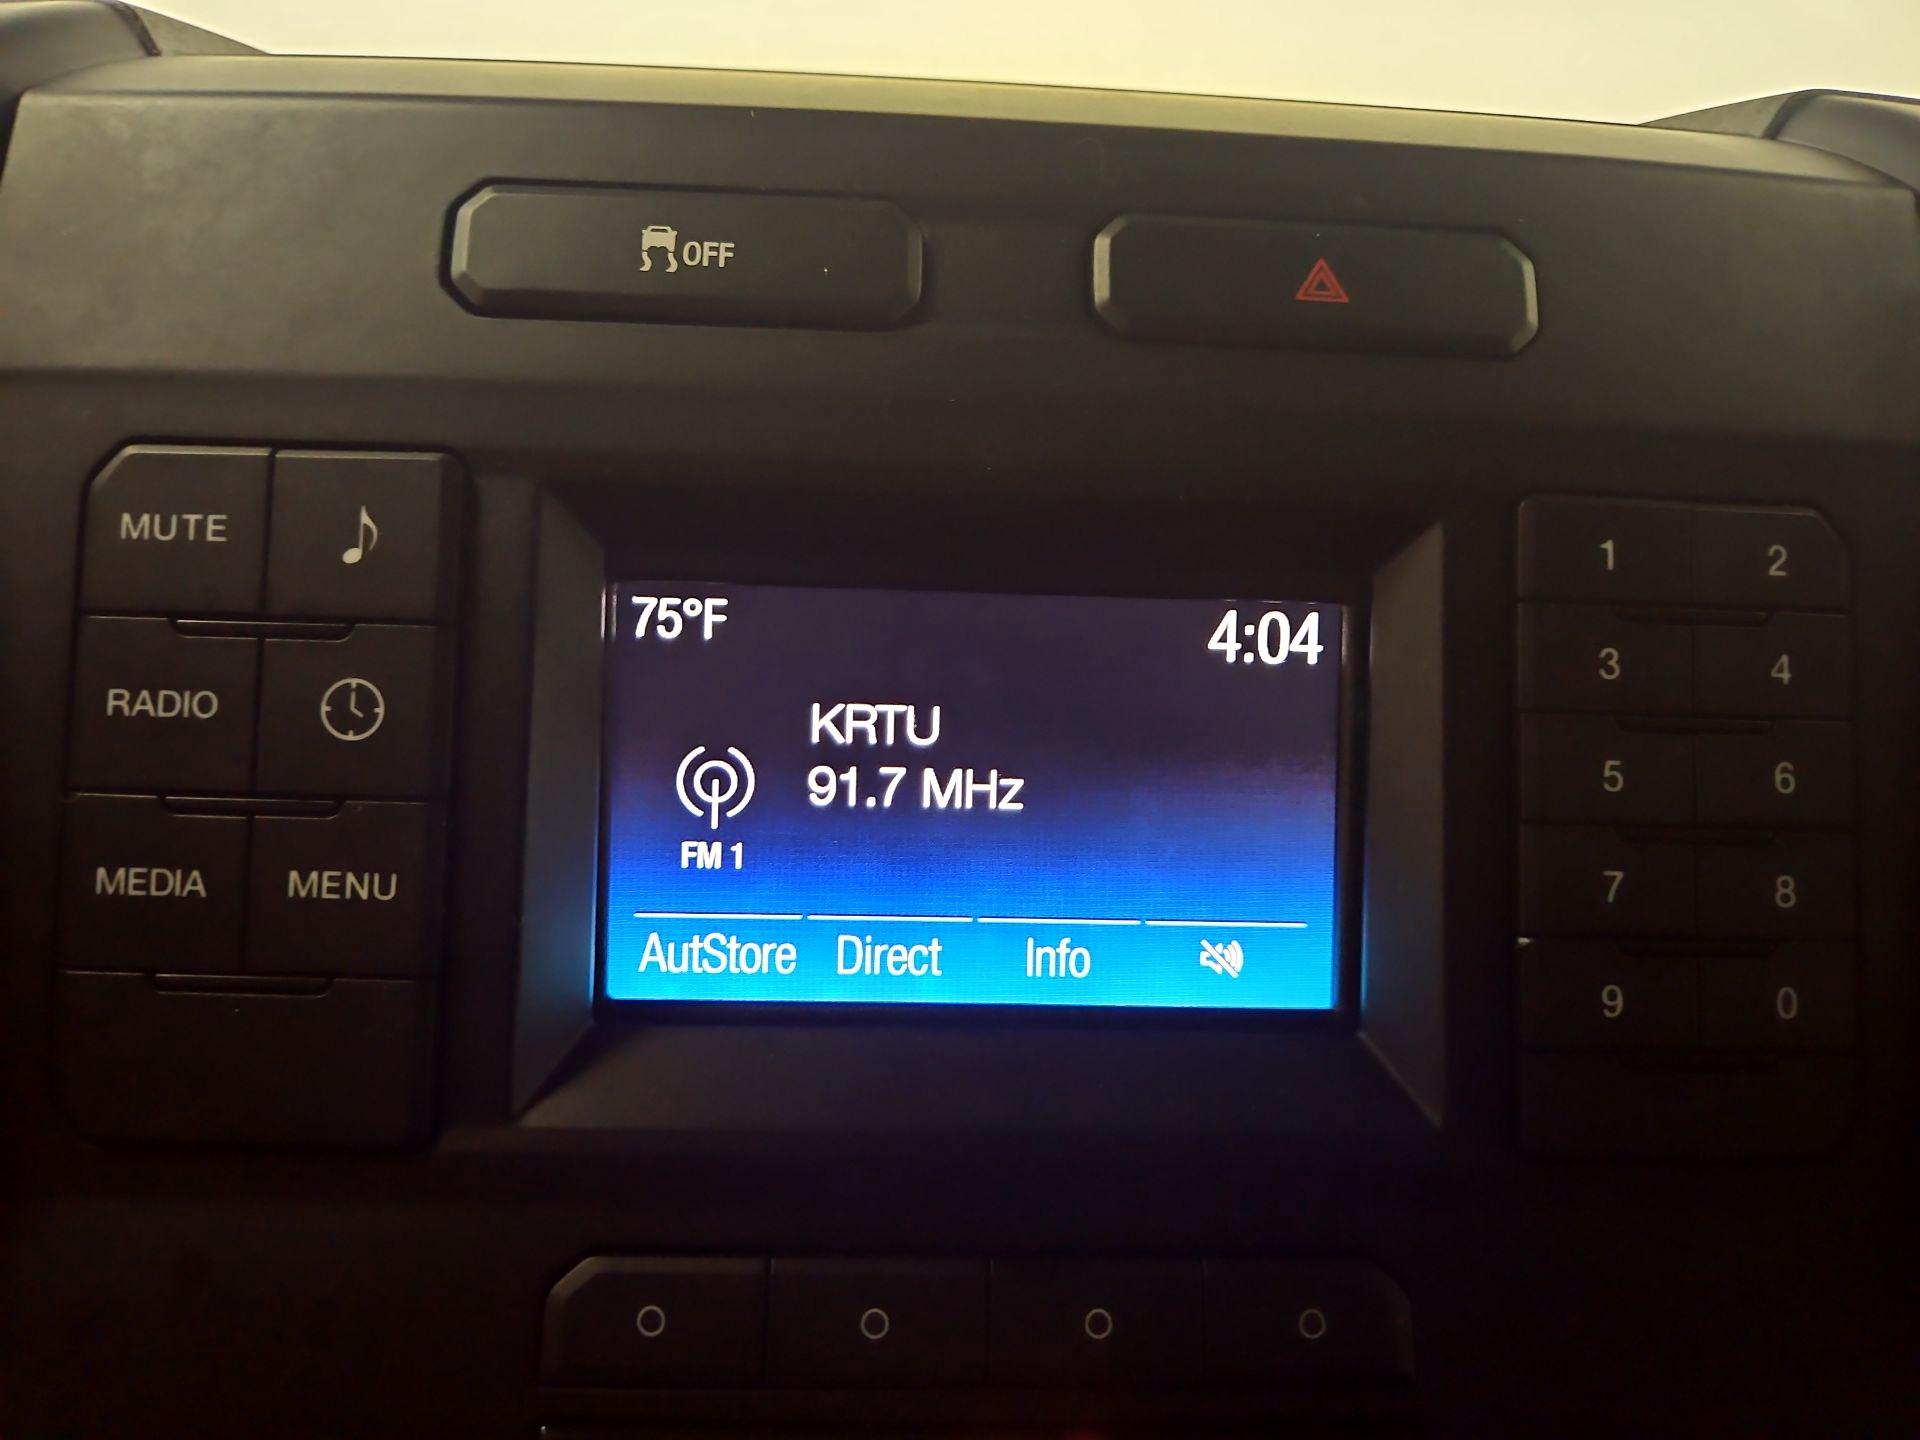 OFF
MUTE
RADIO
MEDIA MENU
75°F 4:04
KRTU
91.7 MHz
FM 1
AutStore Direct Info
1 2
3 4
5 6
7 8
9 0